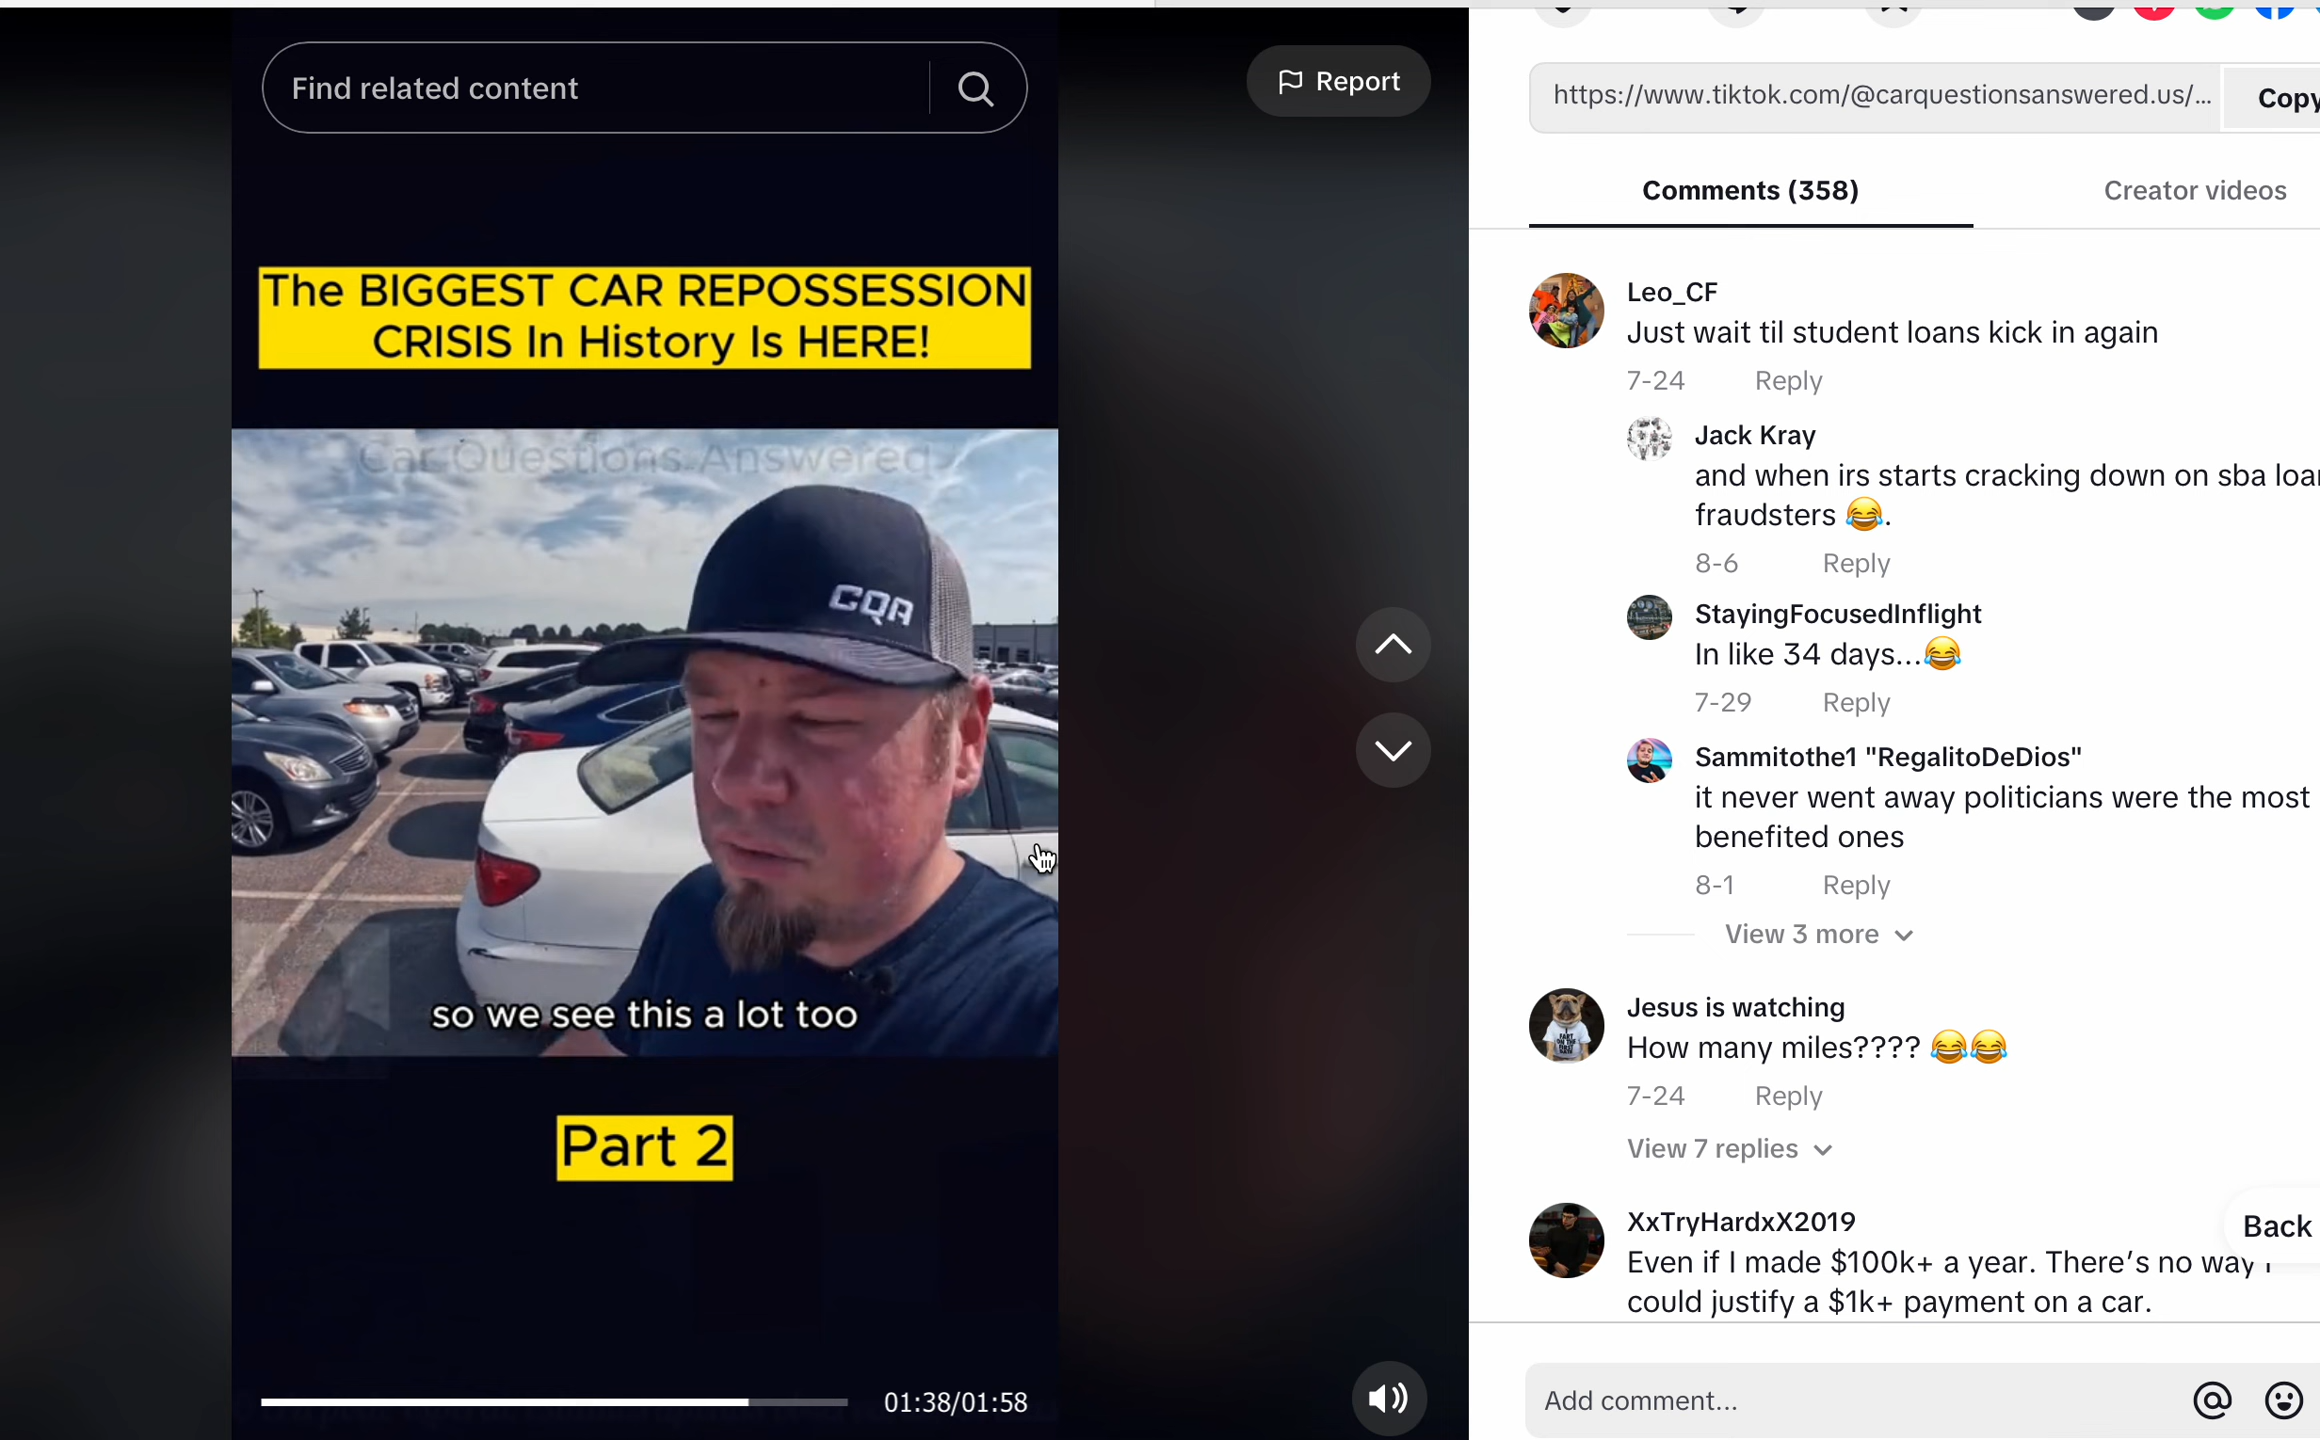 Find related content
Report
The BIGGEST CAR REPOSSESSION
CRISIS In History Is HERE!
Car Questions Answered
CQA
so we see this a lot too
Part 2
01:38/01:58
https://www.tiktok.com/@carquestionsanswered.us/...
Copy
Comments (358)
Creator videos
Leo_CF
Just wait til student loans kick in again
7-24 Reply
Jack Kray
and when irs starts cracking down on sba loan
fraudsters 😂.
8-6 Reply
StayingFocusedInflight
In like 34 days...😂
7-29 Reply
Sammitothe1 "RegalitoDeDios"
it never went away politicians were the most
benefited ones
8-1 Reply
View 3 more
Jesus is watching
How many miles???? 😂😂
7-24 Reply
View 7 replies
XxTryHardxX2019
Even if I made $100k+ a year. There's no way I
could justify a $1k+ payment on a car.
Back
Add comment...